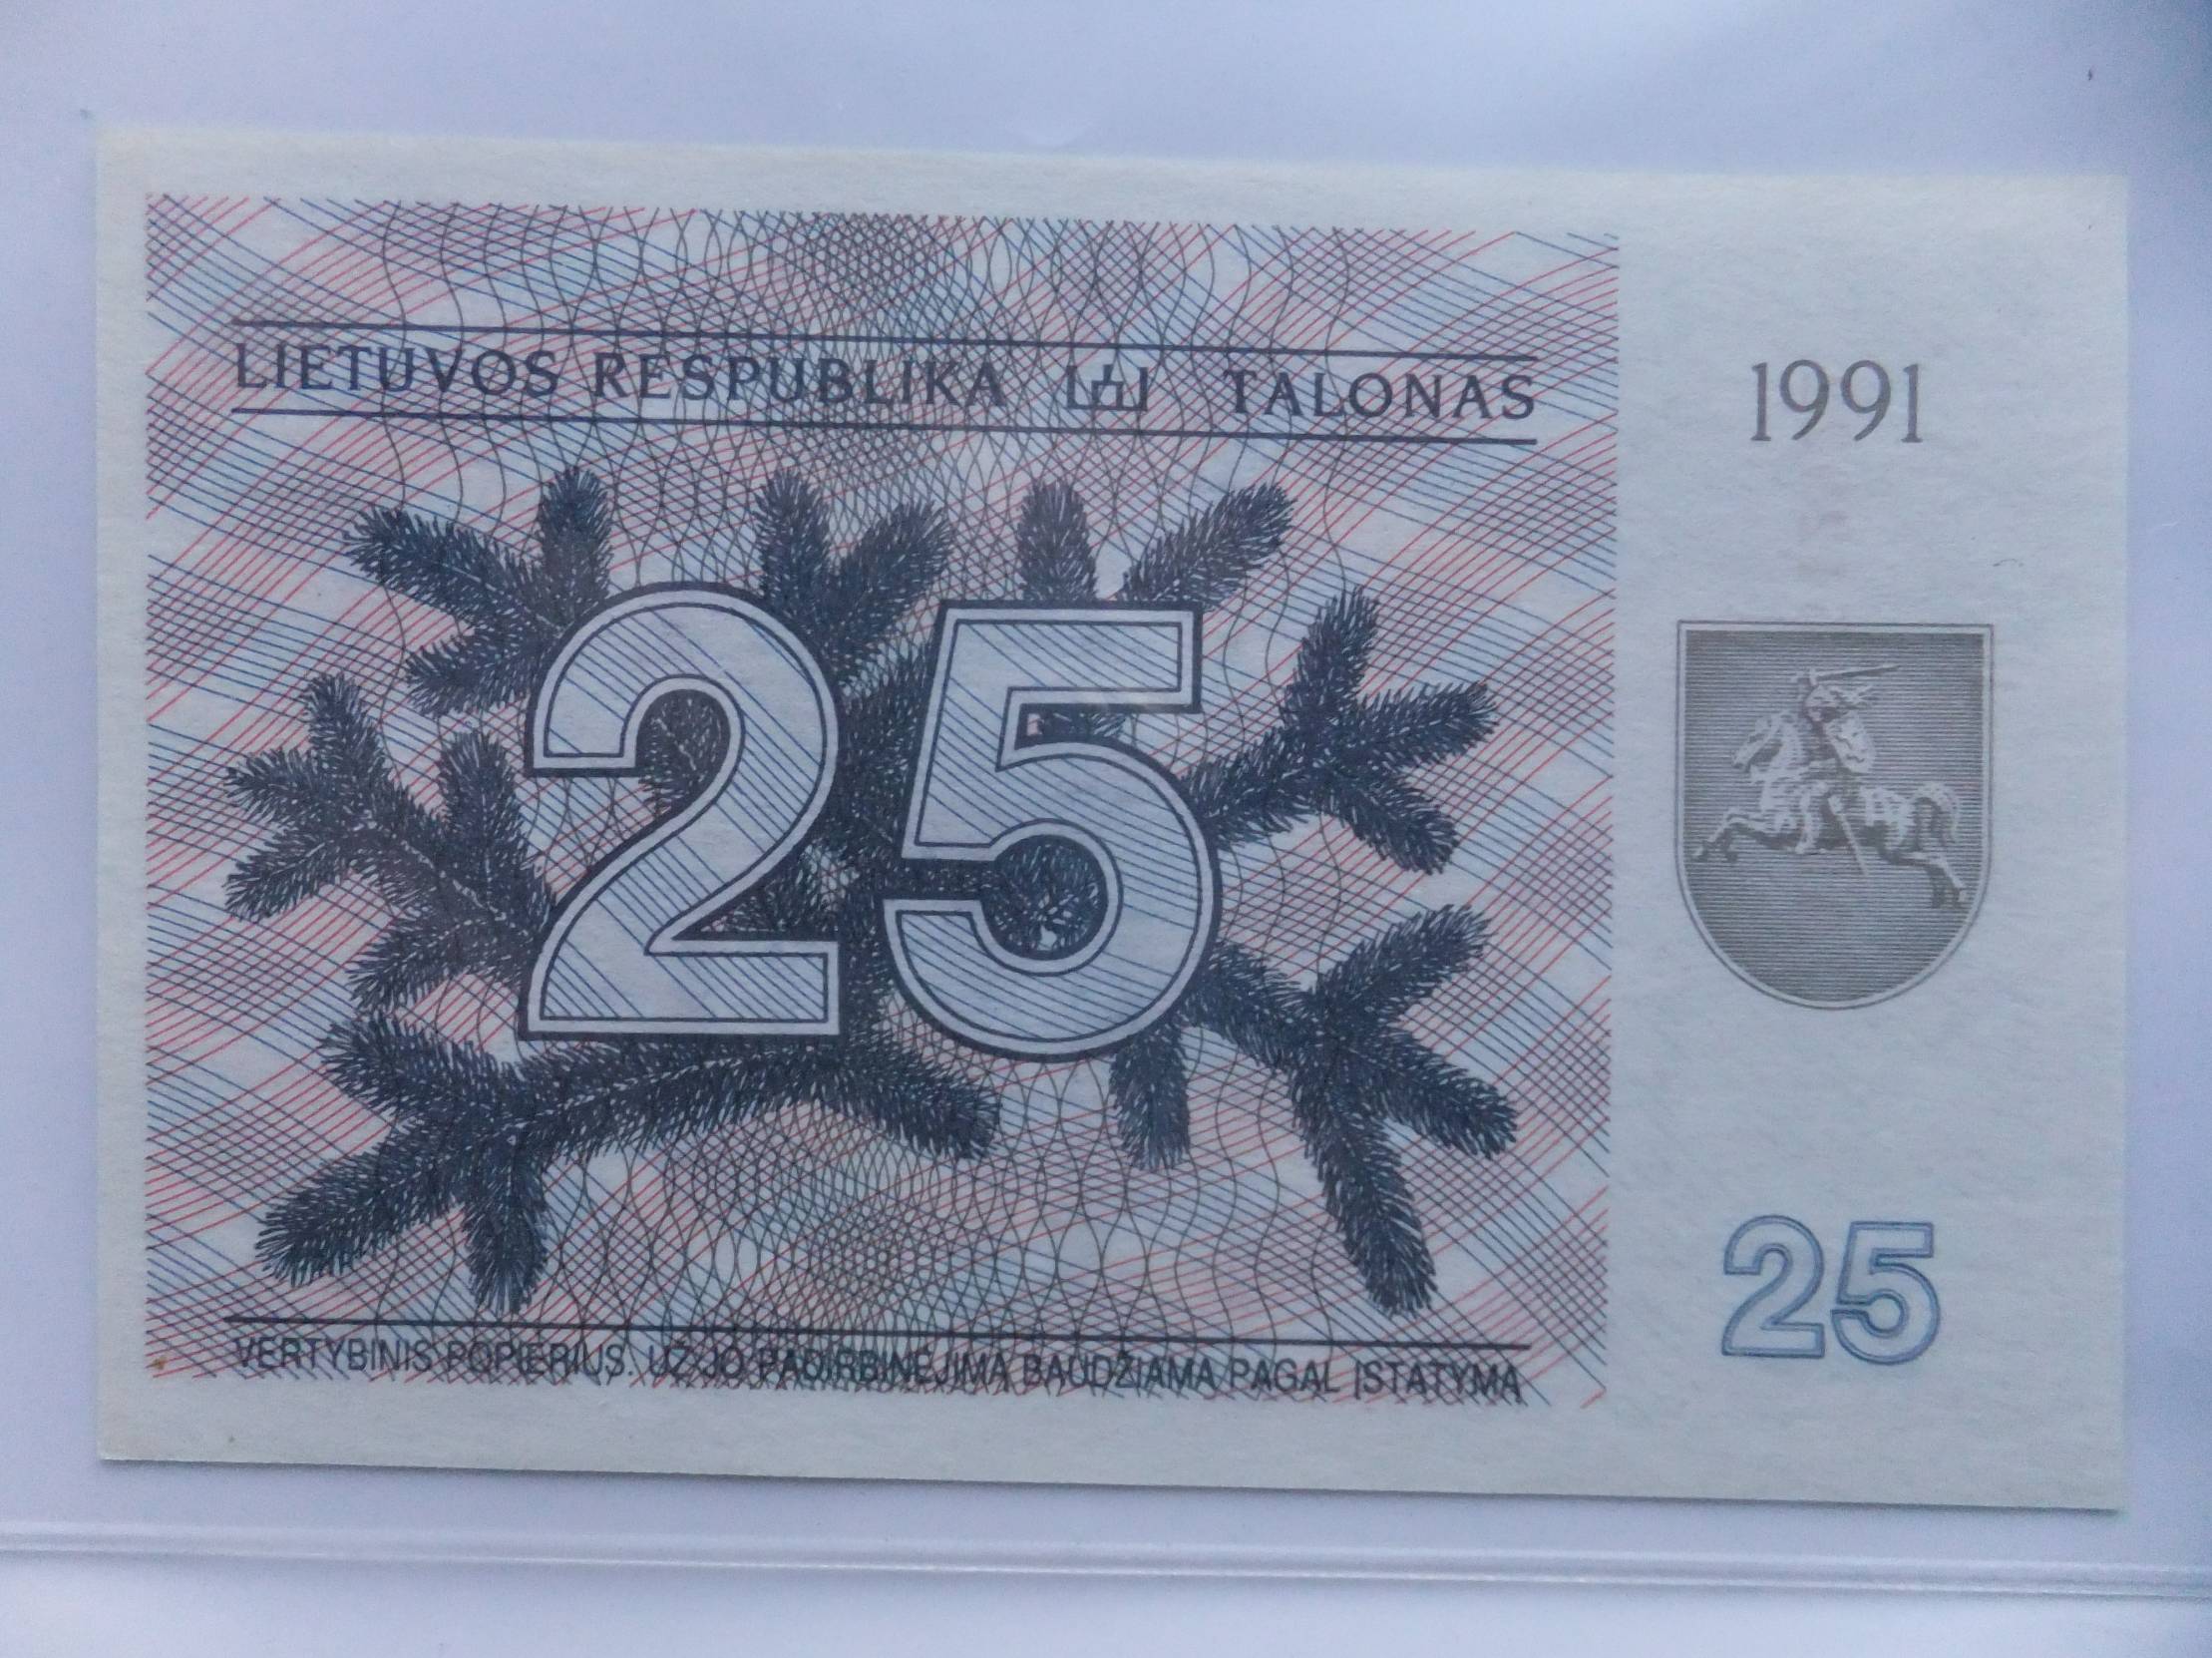 LIETUVOS RESPUBLIKA TALONAS
1991
25
25
VERTYBINIS POPIERIUS. UŽ JO PADIRBINĖJIMĄ BAUDŽIAMA PAGAL ĮSTATYMĄ